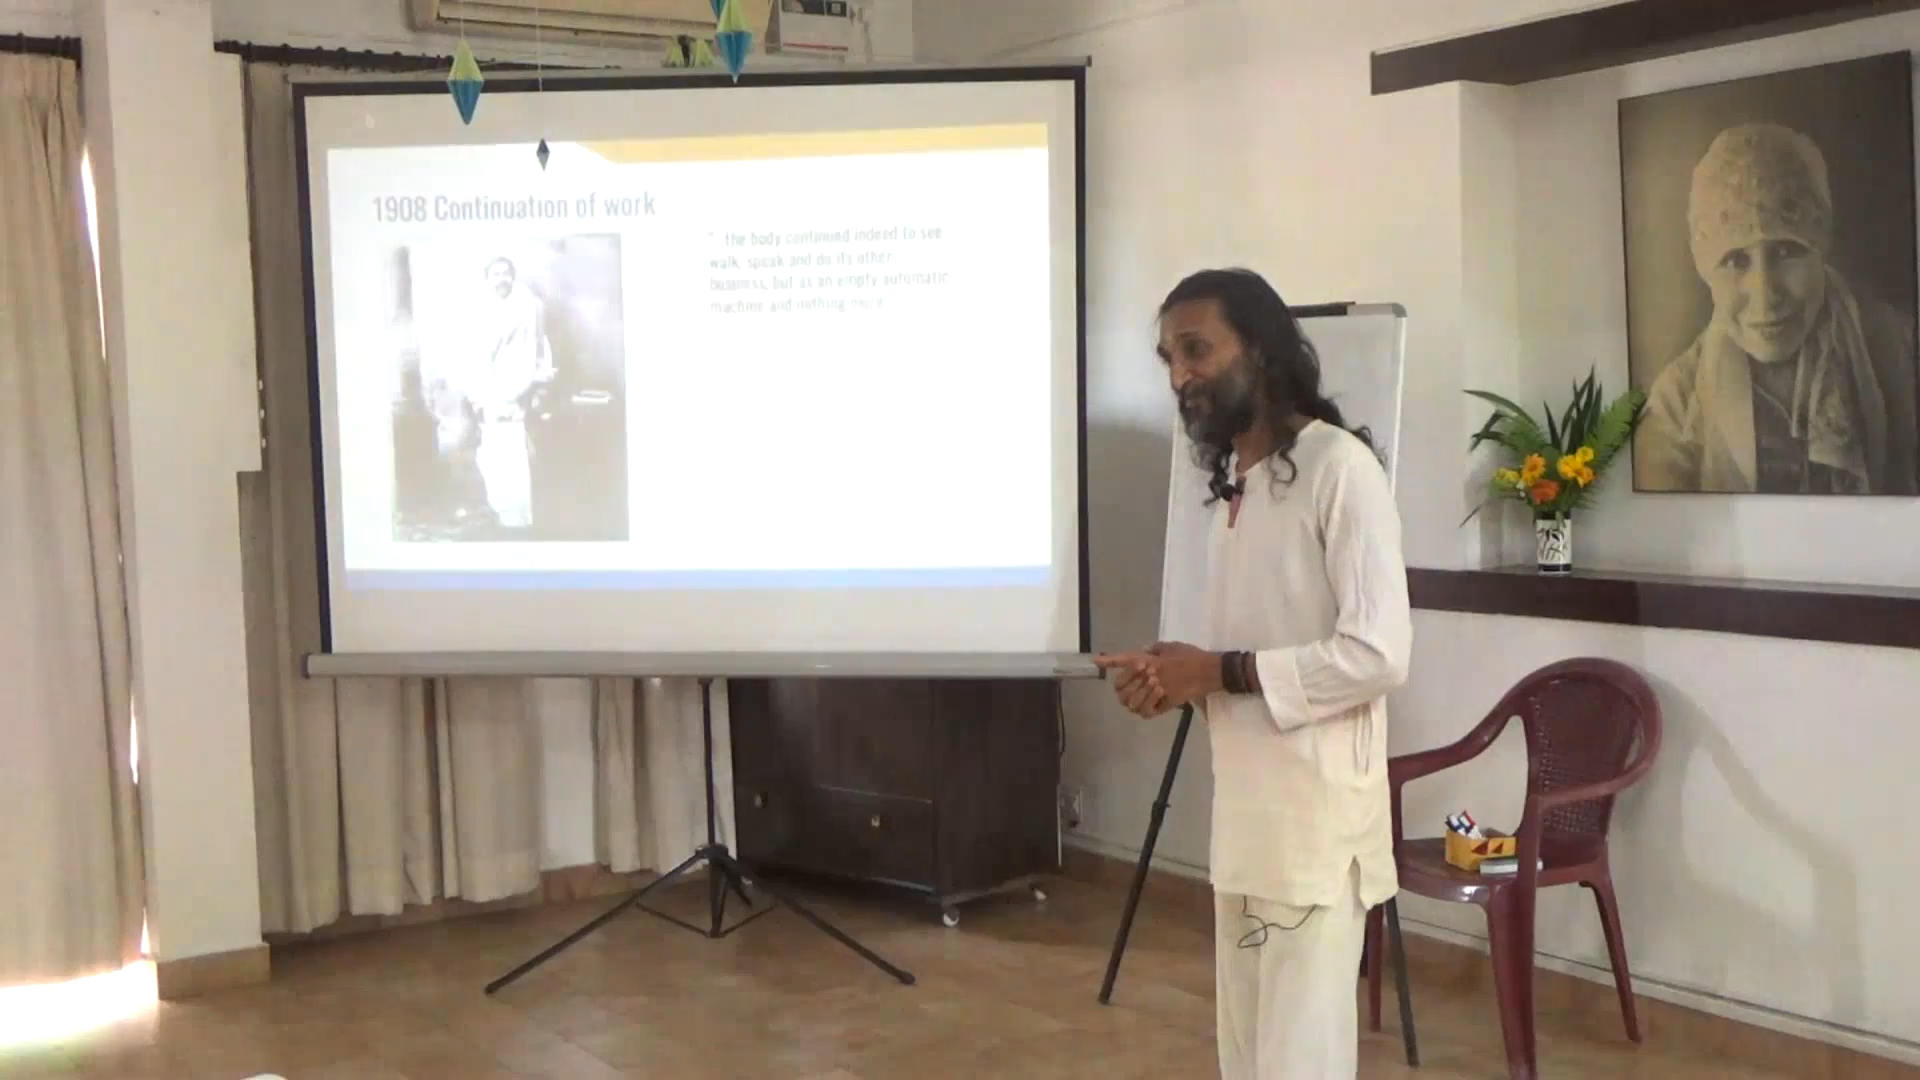 1908 Continuation of work
" the body continued indeed to see
walk, speak and do its other
business, but as an empty automatic
machine and nothing more